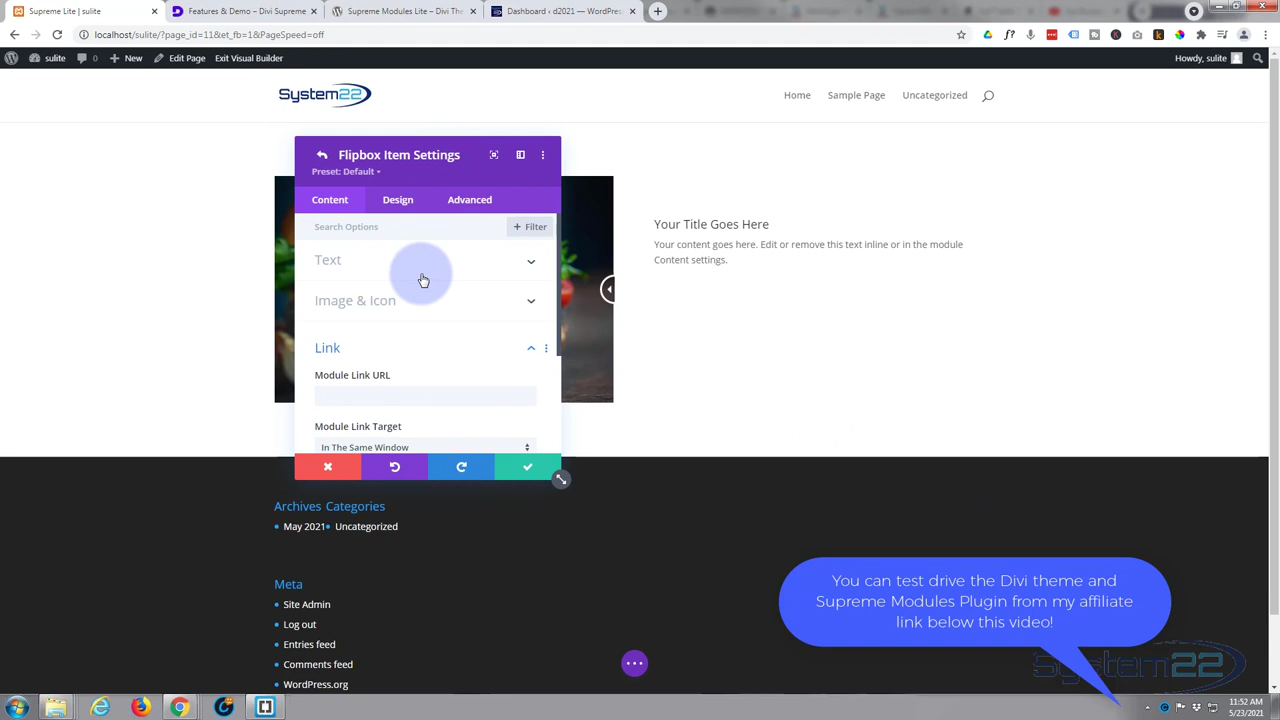 Supreme Lite | sulite
Features & Demo – Divi Supreme
Supreme Modules Lite – Divi The
Dashboard ‹ d2021 — WordPress
localhost/sulite/?page_id=11&et_fb=1&PageSpeed=off
sulite
0
New
Edit Page
Exit Visual Builder
Howdy, sulite
System22
Home
Sample Page
Uncategorized
Flipbox Item Settings
Preset: Default
Content
Design
Advanced
Search Options
+ Filter
Text
Image & Icon
Link
Module Link URL
Module Link Target
In The Same Window
Your Title Goes Here
Your content goes here. Edit or remove this text inline or in the module
Content settings.
Archives Categories
May 2021
Uncategorized
Meta
Site Admin
Log out
Entries feed
Comments feed
WordPress.org
You can test drive the Divi theme and
Supreme Modules Plugin from my affiliate
link below this video!
System22
11:52 AM
5/23/2021